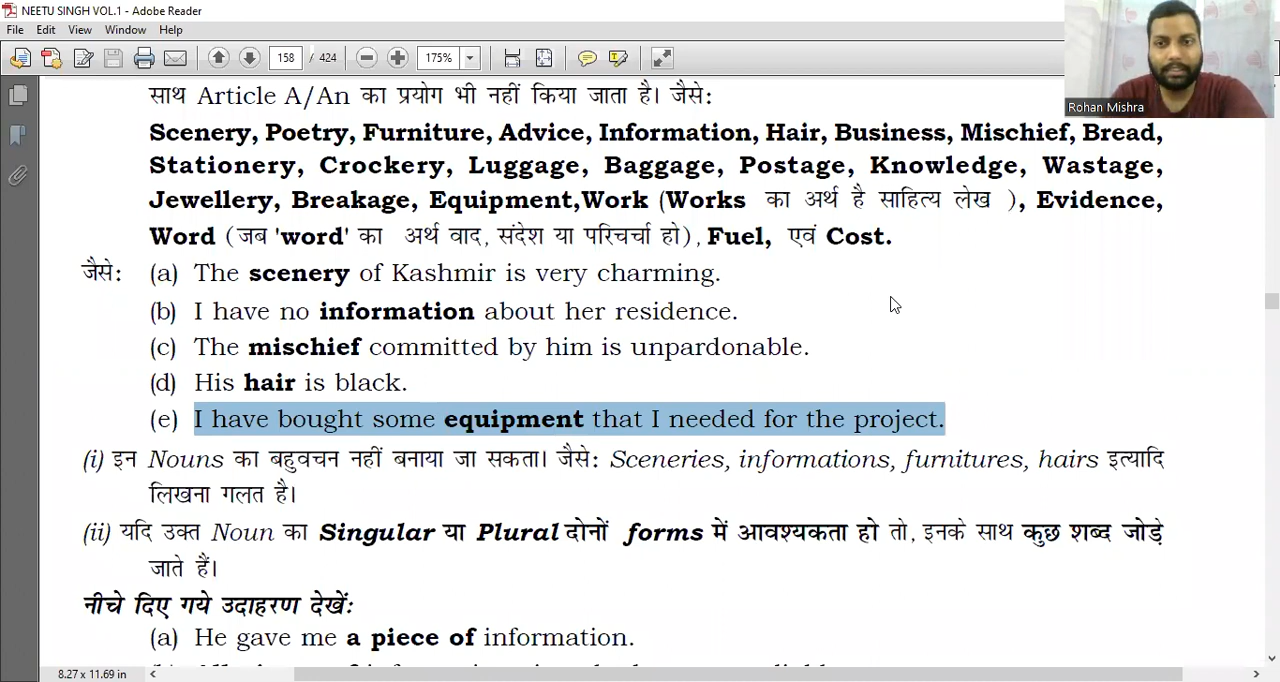 NEETU SINGH VOL.1 - Adobe Reader
File Edit View Window Help
158 / 424 175%
Rohan Mishra
साथ Article A/An का प्रयोग भी नहीं किया जाता है। जैसे:
Scenery, Poetry, Furniture, Advice, Information, Hair, Business, Mischief, Bread,
Stationery, Crockery, Luggage, Baggage, Postage, Knowledge, Wastage,
Jewellery, Breakage, Equipment,Work (Works का अर्थ है साहित्य लेख ), Evidence,
Word (जब 'word' का अर्थ वाद, संदेश या परिचर्चा हो), Fuel, एवं Cost.
जैसे: (a) The scenery of Kashmir is very charming.
(b) I have no information about her residence.
(c) The mischief committed by him is unpardonable.
(d) His hair is black.
(e) I have bought some equipment that I needed for the project.
(i) इन Nouns का बहुवचन नहीं बनाया जा सकता। जैसे: Sceneries, informations, furnitures, hairs इत्यादि
लिखना गलत है।
(ii) यदि उक्त Noun का Singular या Plural दोनों forms में आवश्यकता हो तो, इनके साथ कुछ शब्द जोड़े
जाते हैं।
नीचे दिए गये उदाहरण देखें:
(a) He gave me a piece of information.
8.27 x 11.69 in